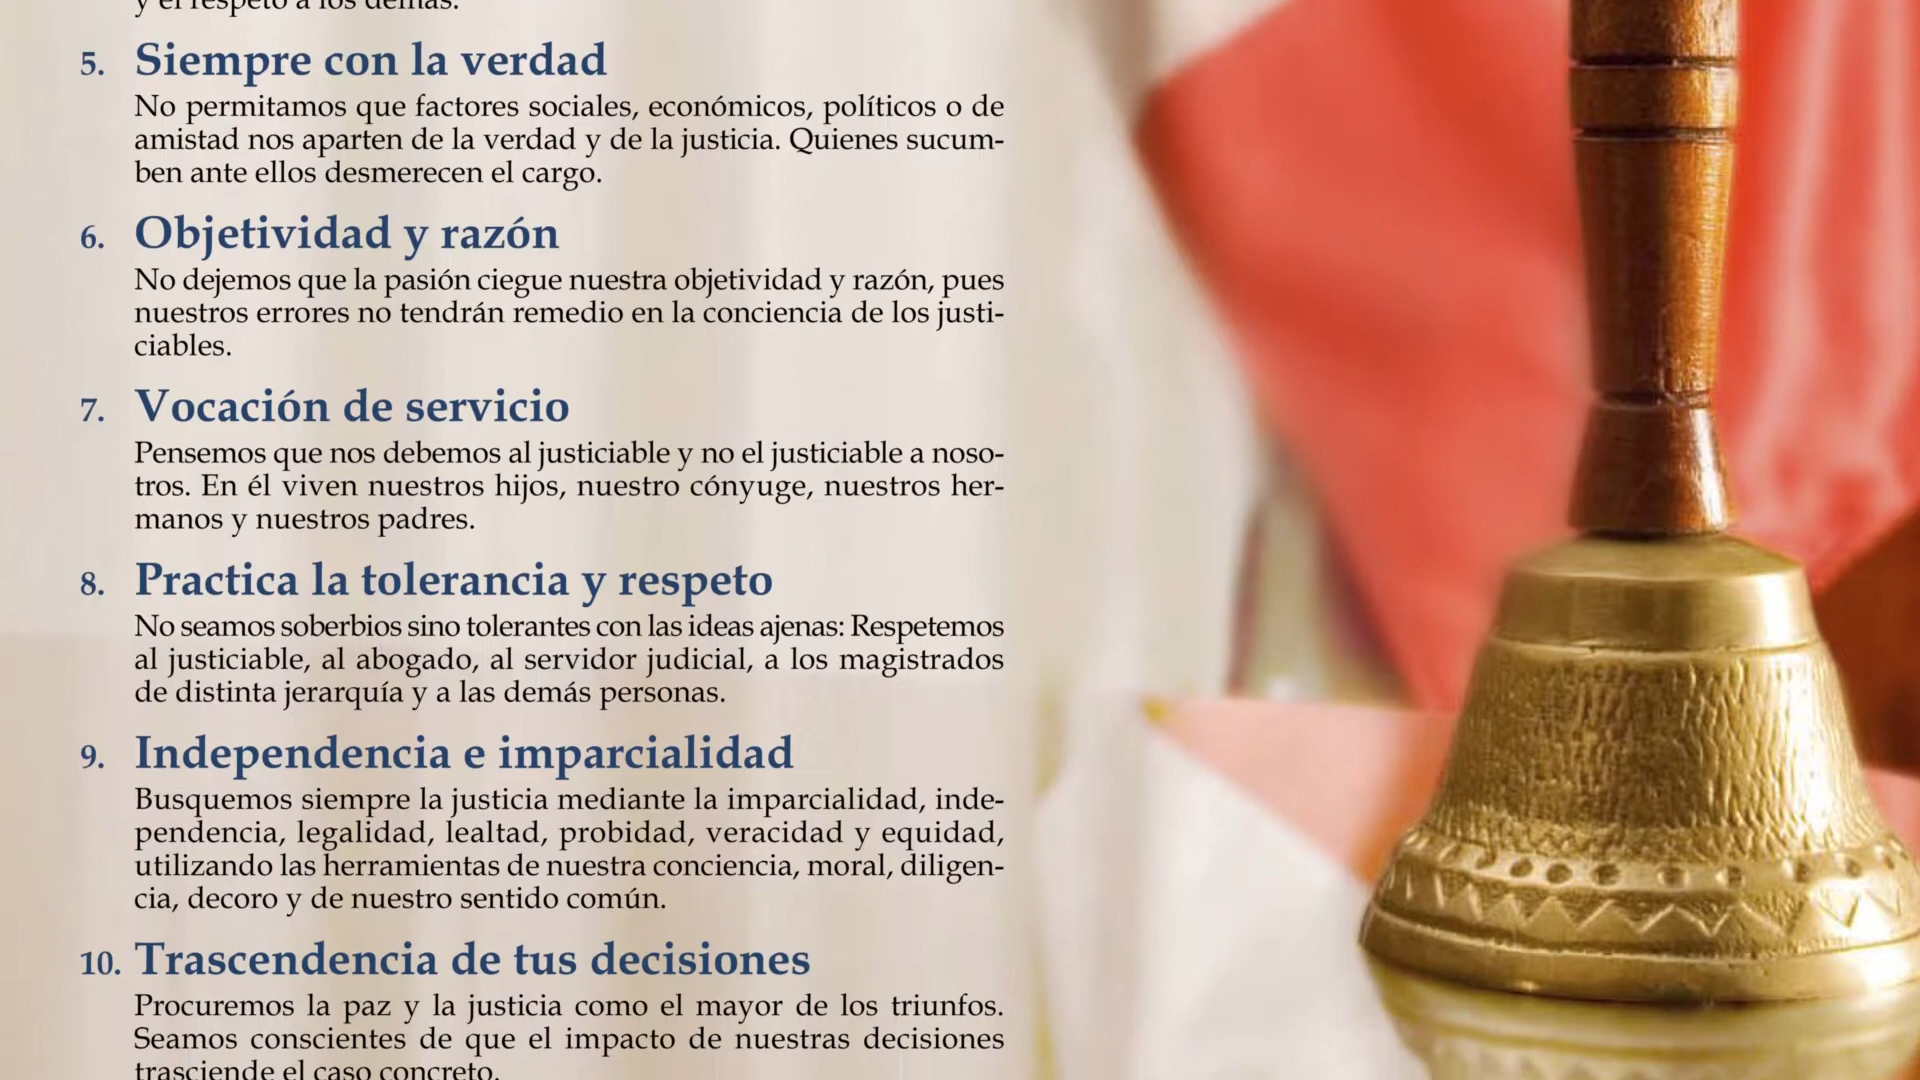 y el respeto a los demás.
5. Siempre con la verdad
No permitamos que factores sociales, económicos, políticos o de
amistad nos aparten de la verdad y de la justicia. Quienes sucum-
ben ante ellos desmerecen el cargo.
6. Objetividad y razón
No dejemos que la pasión ciegue nuestra objetividad y razón, pues
nuestros errores no tendrán remedio en la conciencia de los justi-
ciables.
7. Vocación de servicio
Pensemos que nos debemos al justiciable y no el justiciable a noso-
tros. En él viven nuestros hijos, nuestro cónyuge, nuestros her-
manos y nuestros padres.
8. Practica la tolerancia y respeto
No seamos soberbios sino tolerantes con las ideas ajenas: Respetemos
al justiciable, al abogado, al servidor judicial, a los magistrados
de distinta jerarquía y a las demás personas.
9. Independencia e imparcialidad
Busquemos siempre la justicia mediante la imparcialidad, inde-
pendencia, legalidad, lealtad, probidad, veracidad y equidad,
utilizando las herramientas de nuestra conciencia, moral, diligen-
cia, decoro y de nuestro sentido común.
10. Trascendencia de tus decisiones
Procuremos la paz y la justicia como el mayor de los triunfos.
Seamos conscientes de que el impacto de nuestras decisiones
trasciende el caso concreto.